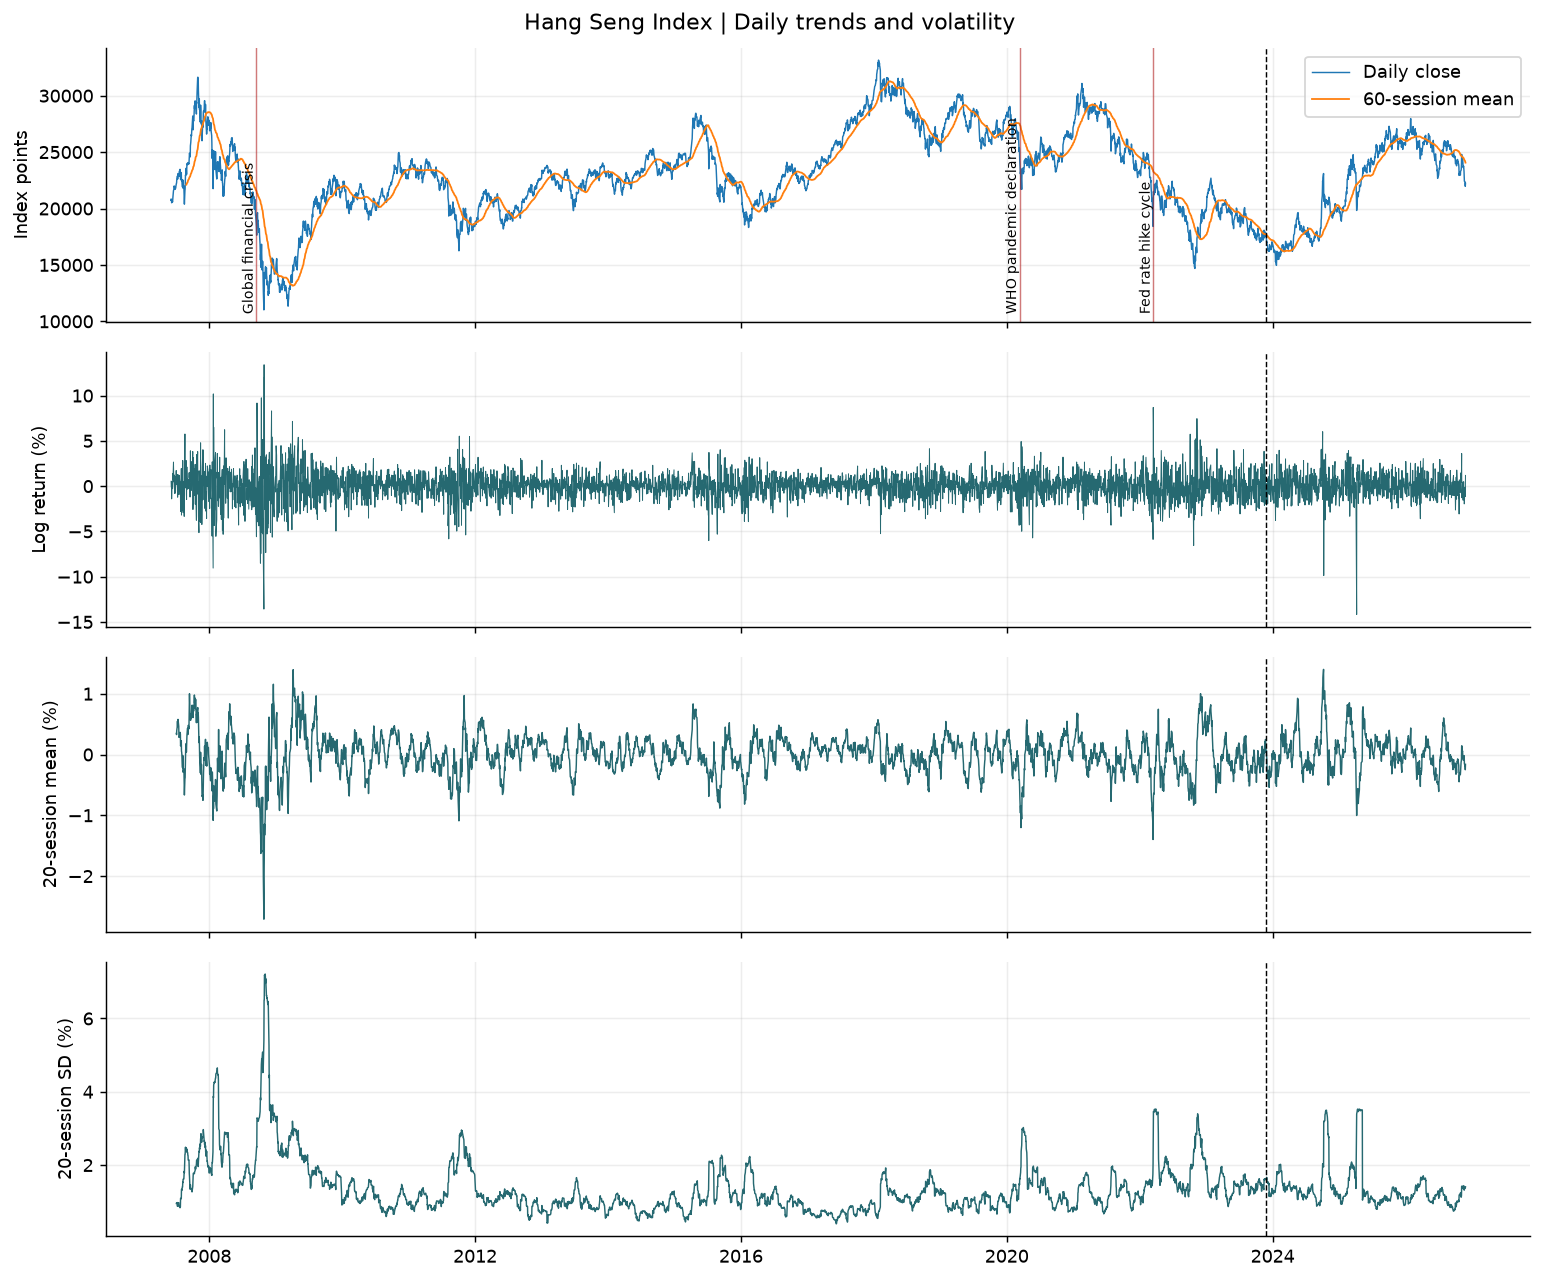 Hang Seng Index | Daily trends and volatility
Index points
30000
25000
20000
15000
10000
Global financial crisis
WHO pandemic declaration
Fed rate hike cycle
Daily close
60-session mean
Log return (%)
10
5
0
−5
−10
−15
20-session mean (%)
1
0
−1
−2
20-session SD (%)
6
4
2
2008
2012
2016
2020
2024